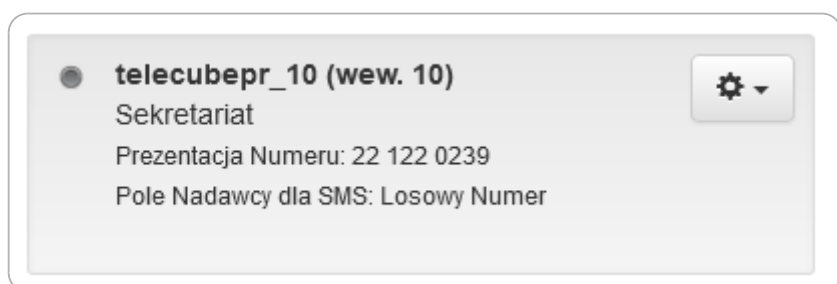 telecubepr_10 (wew. 10)
Sekretariat
Prezentacja Numeru: 22 122 0239
Pole Nadawcy dla SMS: Losowy Numer